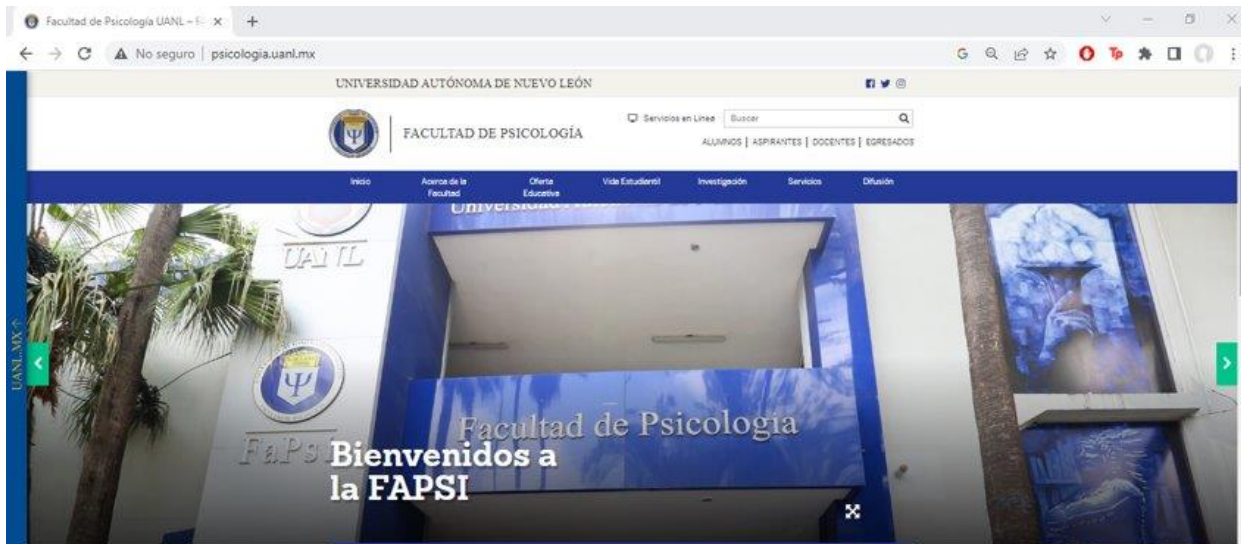 Facultad de Psicología UANL – F
No seguro | psicologia.uanl.mx
UNIVERSIDAD AUTÓNOMA DE NUEVO LEÓN
FACULTAD DE PSICOLOGÍA
Servicios en Línea
Buscar
ALUMNOS | ASPIRANTES | DOCENTES | EGRESADOS
Inicio
Acerca de la
Facultad
Oferta
Educativa
Vida Estudiantil
Investigación
Servicios
Difusión
UANL
FaPsi
Facultad de Psicologia
Bienvenidos a
la FAPSI
UANL.MX